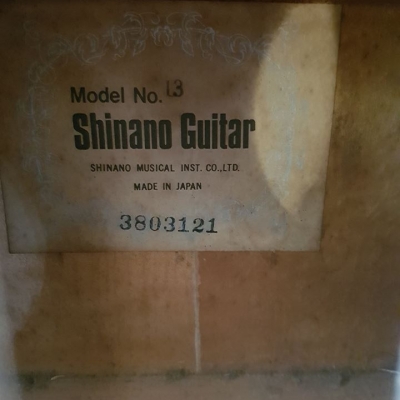 Model No. 13
Shinano Guitar
SHINANO MUSICAL INST. CO.,LTD.
MADE IN JAPAN
3803121